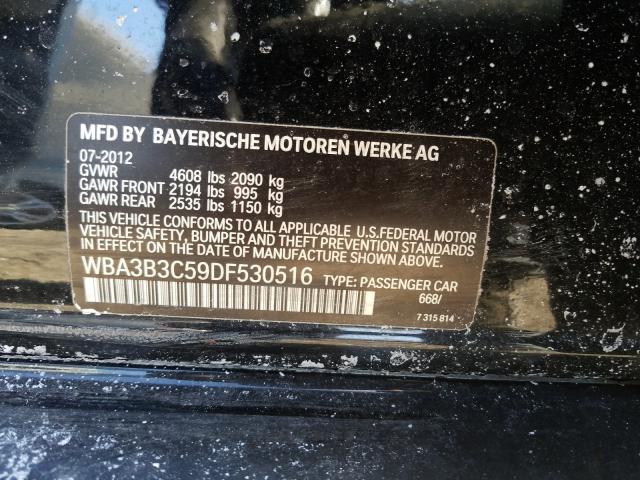 MFD BY BAYERISCHE MOTOREN WERKE AG
07-2012
GVWR 4608 lbs 2090 kg
GAWR FRONT 2194 lbs 995 kg
GAWR REAR 2535 lbs 1150 kg
THIS VEHICLE CONFORMS TO ALL APPLICABLE U.S.FEDERAL MOTOR
VEHICLE SAFETY, BUMPER AND THEFT PREVENTION STANDARDS
IN EFFECT ON THE DATE OF MANUFACTURE SHOWN ABOVE.
WBA3B3C59DF530516 TYPE: PASSENGER CAR
668/
7 315 814